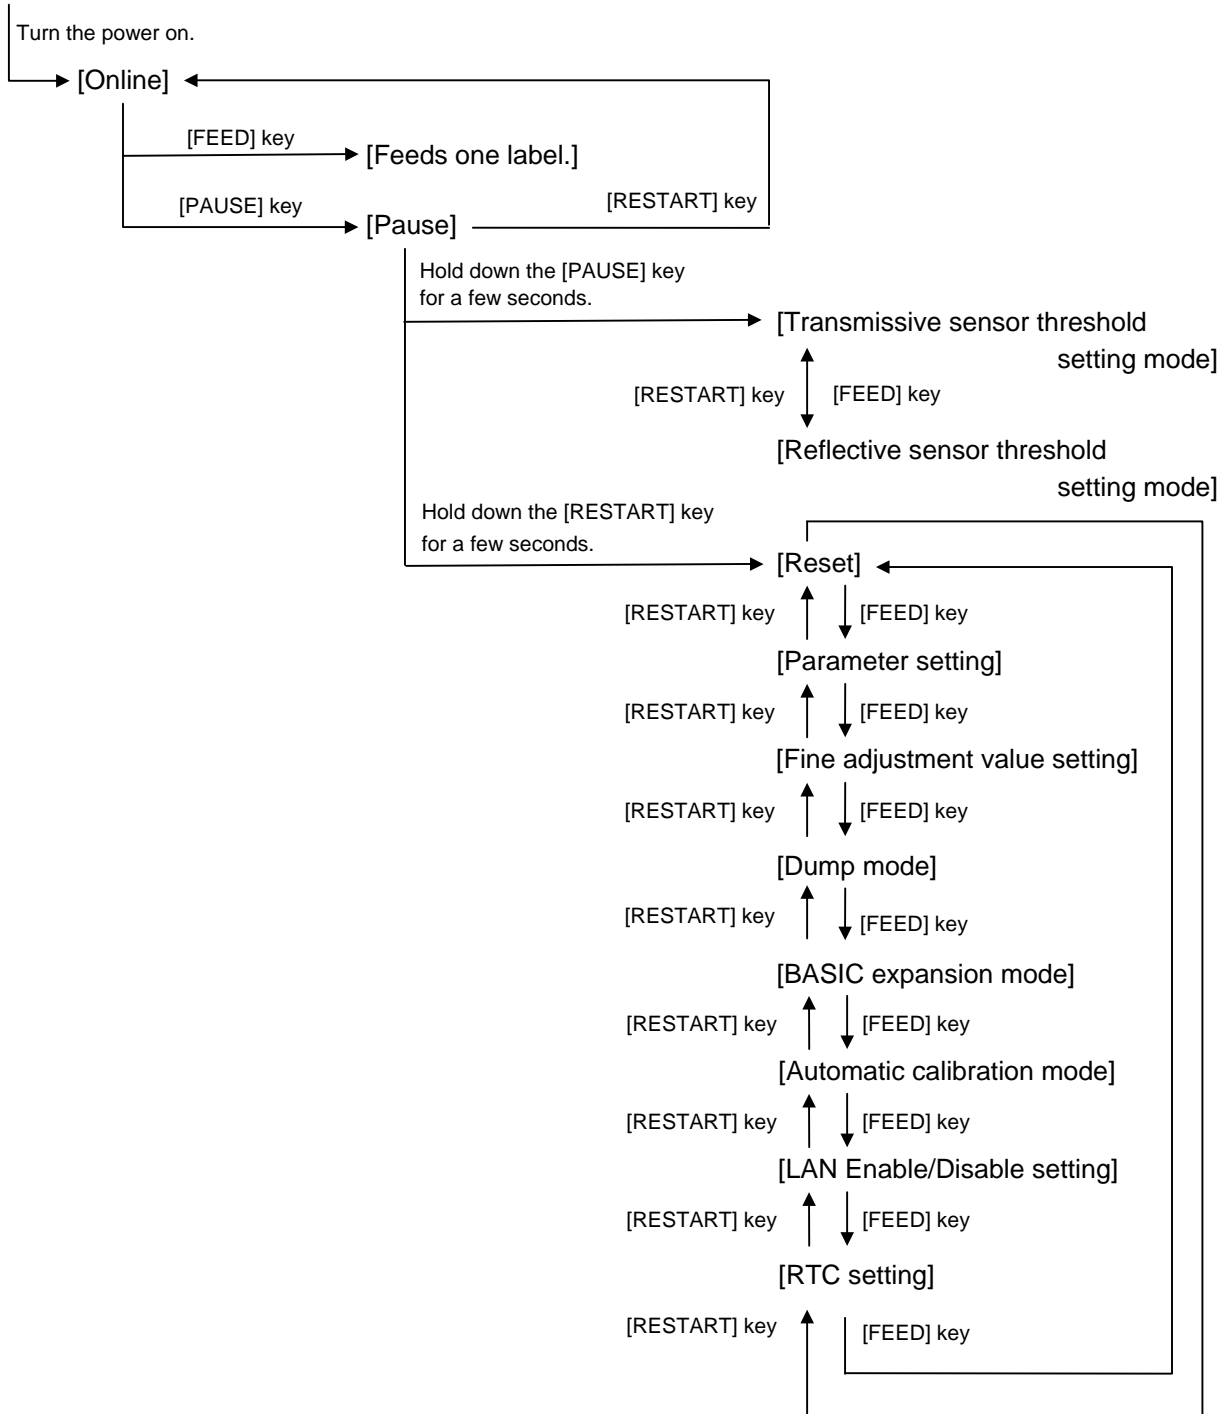 Turn the power on.
[Online]
[FEED] key
[Feeds one label.]
[PAUSE] key
[RESTART] key
[Pause]
Hold down the [PAUSE] key
for a few seconds.
[Transmissive sensor threshold
setting mode]
[RESTART] key
[FEED] key
[Reflective sensor threshold
setting mode]
Hold down the [RESTART] key
for a few seconds.
[Reset]
[RESTART] key
[FEED] key
[Parameter setting]
[RESTART] key
[FEED] key
[Fine adjustment value setting]
[RESTART] key
[FEED] key
[Dump mode]
[RESTART] key
[FEED] key
[BASIC expansion mode]
[RESTART] key
[FEED] key
[Automatic calibration mode]
[RESTART] key
[FEED] key
[LAN Enable/Disable setting]
[RESTART] key
[FEED] key
[RTC setting]
[RESTART] key
[FEED] key